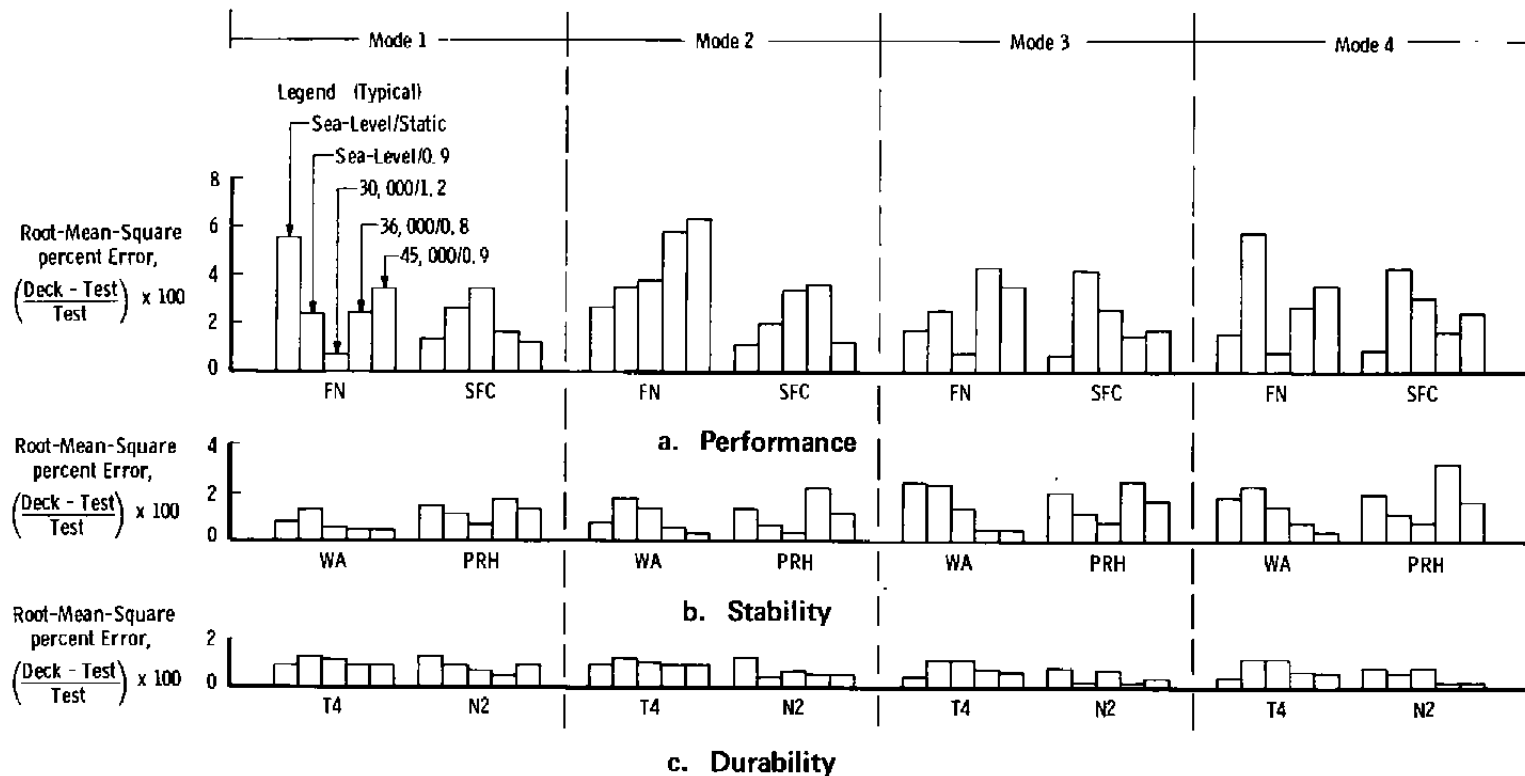 Mode 1
Mode 2
Mode 3
Mode 4
Legend (Typical)
Sea-Level/Static
Sea-Level/0.9
30,000/1.2
36,000/0.8
45,000/0.9
Root-Mean-Square
percent Error,
(Deck - Test
Test) x 100
8
6
4
2
0
FN
SFC
FN
SFC
FN
SFC
FN
SFC
a. Performance
Root-Mean-Square
percent Error,
(Deck - Test
Test) x 100
4
2
0
WA
PRH
WA
PRH
WA
PRH
WA
PRH
b. Stability
Root-Mean-Square
percent Error,
(Deck - Test
Test) x 100
2
0
T4
N2
T4
N2
T4
N2
T4
N2
c. Durability